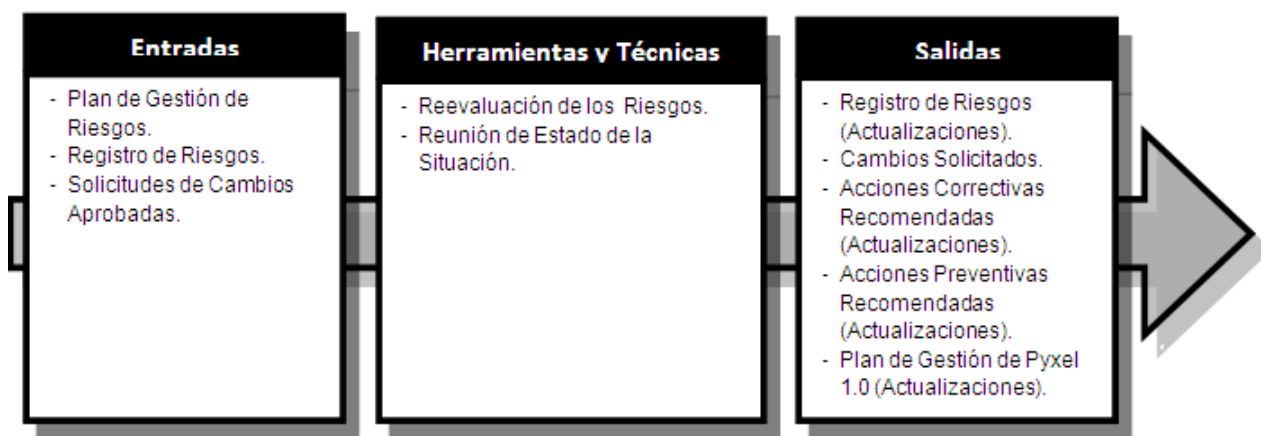 Entradas
- Plan de Gestión de
Riesgos.
- Registro de Riesgos.
- Solicitudes de Cambios
Aprobadas.
Herramientas y Técnicas
- Reevaluación de los Riesgos.
- Reunión de Estado de la
Situación.
Salidas
- Registro de Riesgos
(Actualizaciones).
- Cambios Solicitados.
- Acciones Correctivas
Recomendadas
(Actualizaciones).
- Acciones Preventivas
Recomendadas
(Actualizaciones).
- Plan de Gestión de Pyxel
1.0 (Actualizaciones).